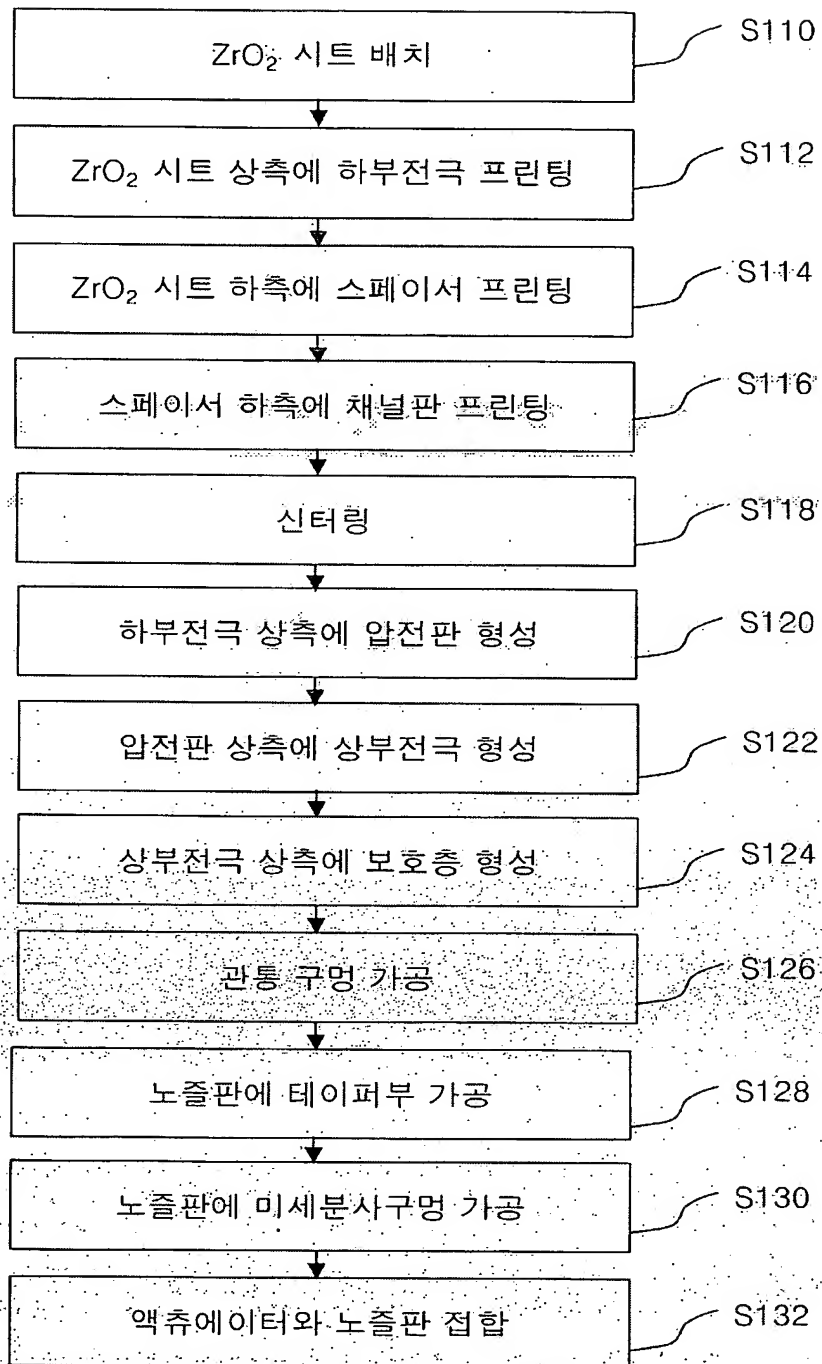 ZrO₂ 시트 배치
S110
ZrO₂ 시트 상측에 하부전극 프린팅
S112
ZrO₂ 시트 하측에 스페이서 프린팅
S114
스페이서 하측에 채널판 프린팅
S116
신터링
S118
하부전극 상측에 압전판 형성
S120
압전판 상측에 상부전극 형성
S122
상부전극 상측에 보호층 형성
S124
관통 구멍 가공
S126
노즐판에 테이퍼부 가공
S128
노즐판에 미세분사구멍 가공
S130
액츄에이터와 노즐판 접합
S132